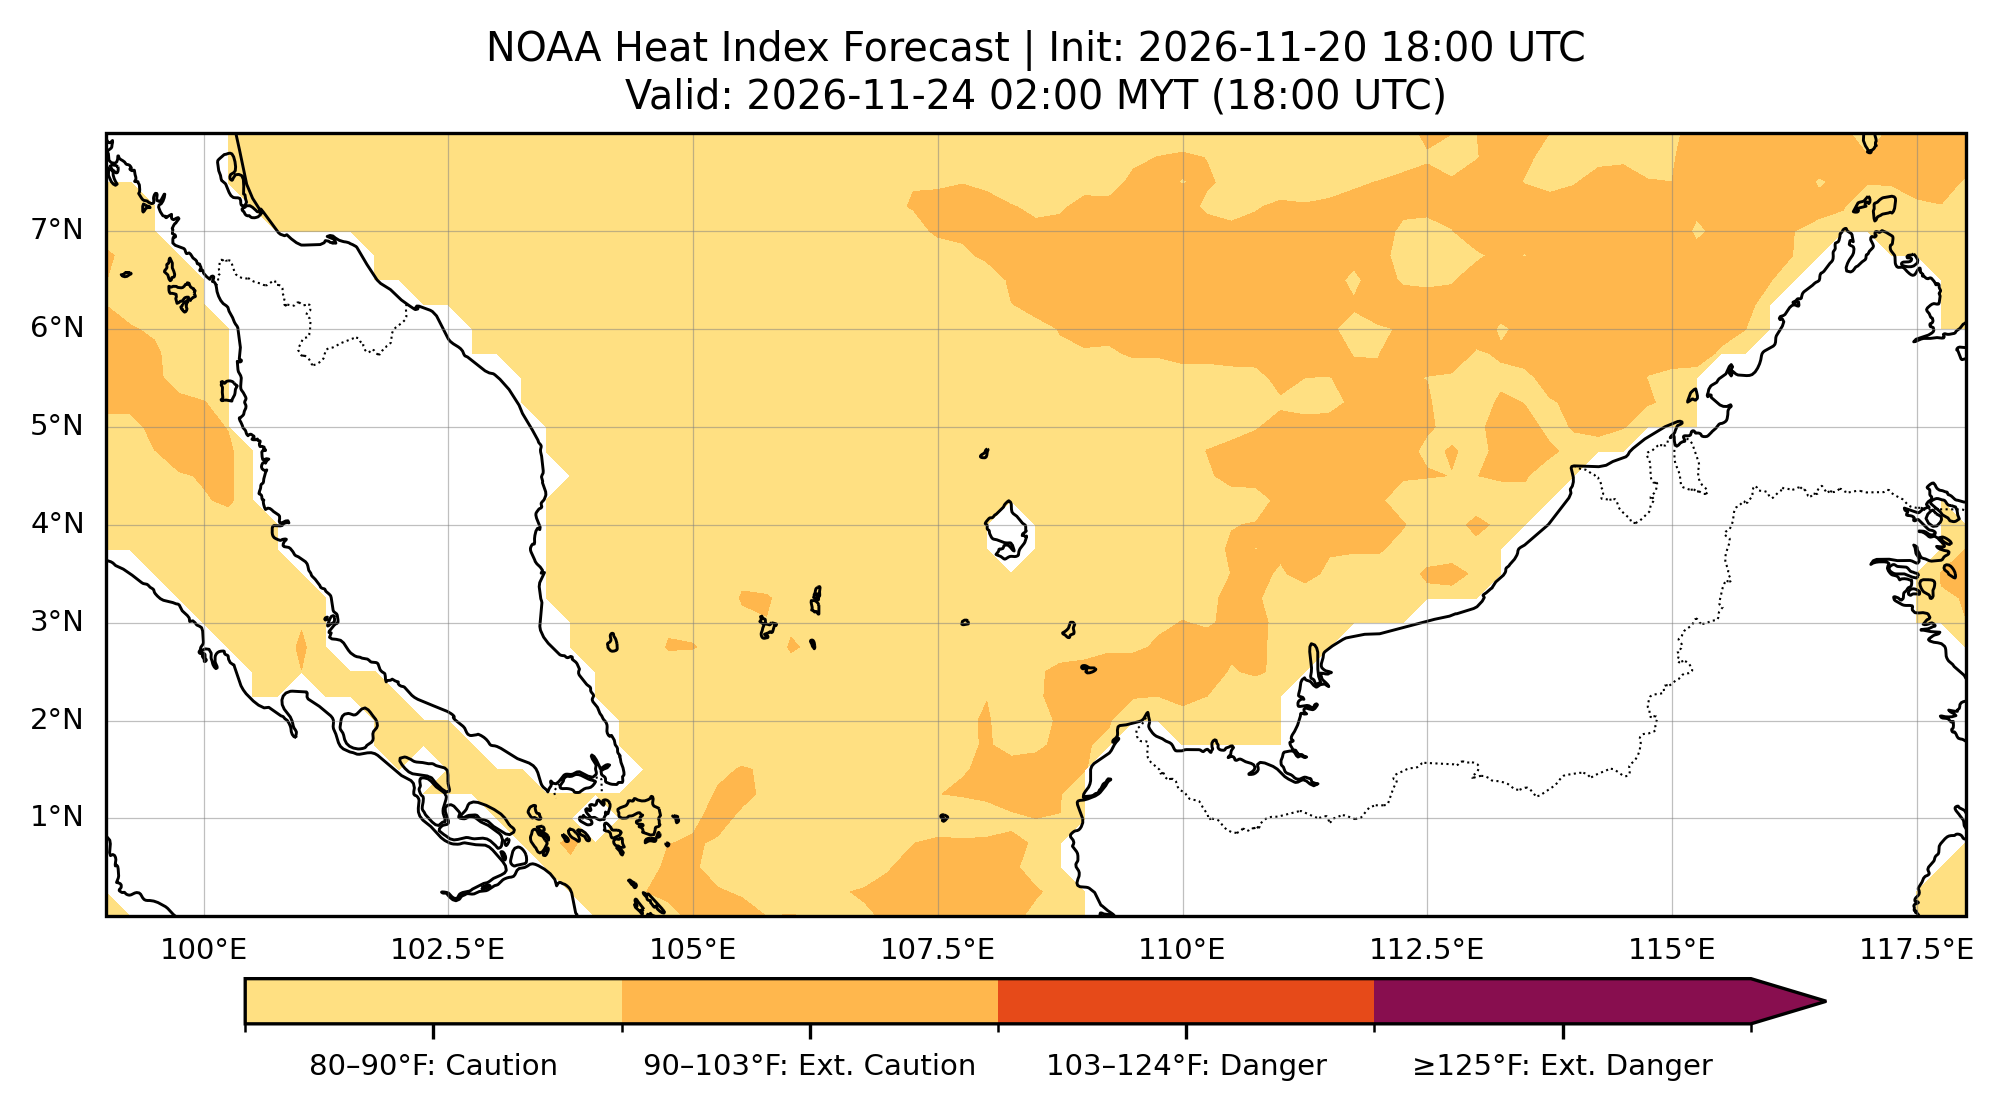 NOAA Heat Index Forecast | Init: 2026-11-20 18:00 UTC
Valid: 2026-11-24 02:00 MYT (18:00 UTC)
7°N
6°N
5°N
4°N
3°N
2°N
1°N
100°E 102.5°E 105°E 107.5°E 110°E 112.5°E 115°E 117.5°E
80–90°F: Caution 90–103°F: Ext. Caution 103–124°F: Danger ≥125°F: Ext. Danger